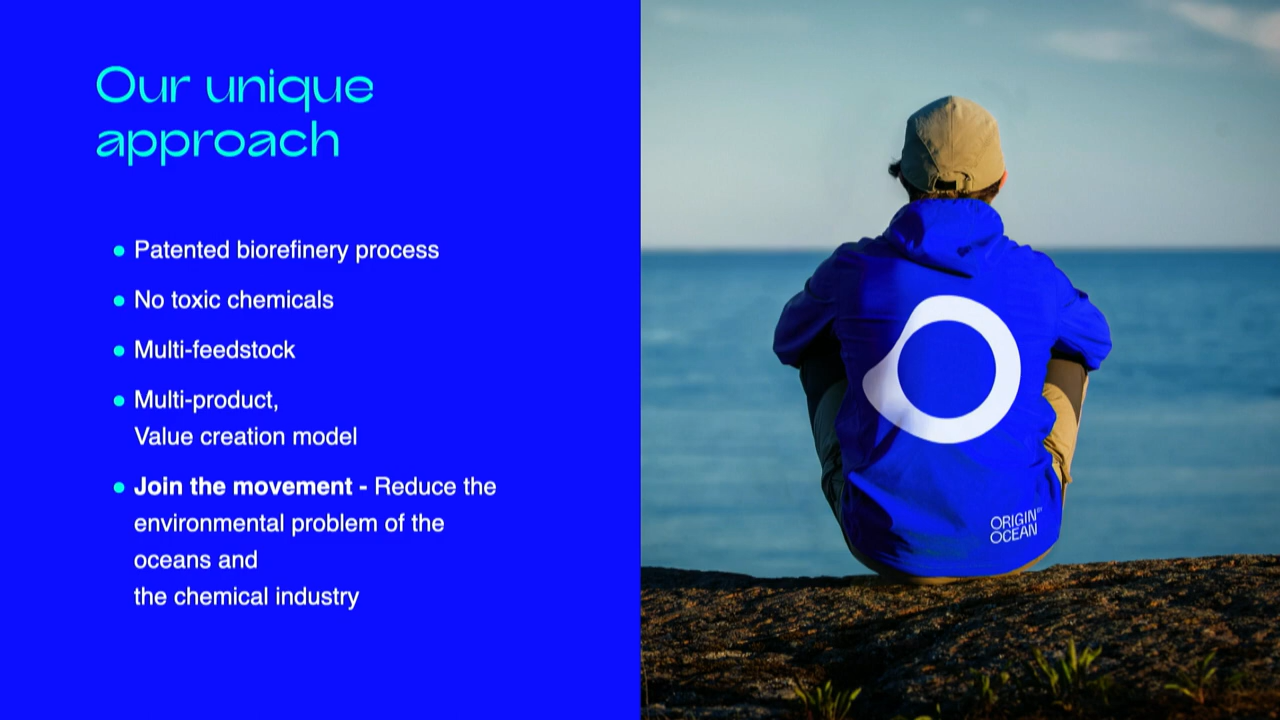 Our unique
approach
Patented biorefinery process
No toxic chemicals
Multi-feedstock
Multi-product,
Value creation model
Join the movement - Reduce the
environmental problem of the
oceans and
the chemical industry
ORIGIN BY
OCEAN